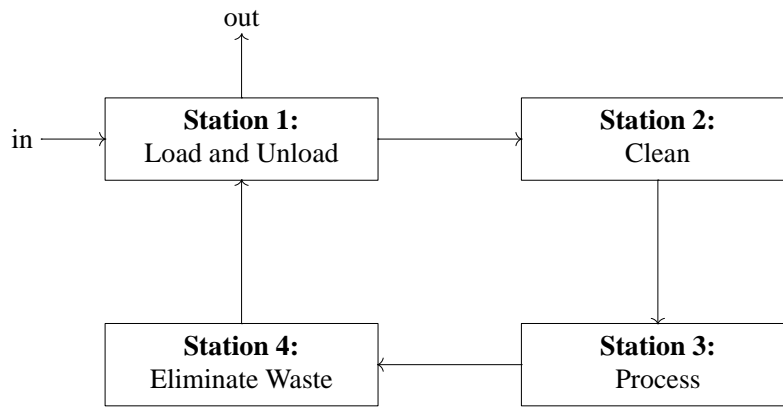 out
in
Station 1:
Load and Unload
Station 2:
Clean
Station 4:
Eliminate Waste
Station 3:
Process